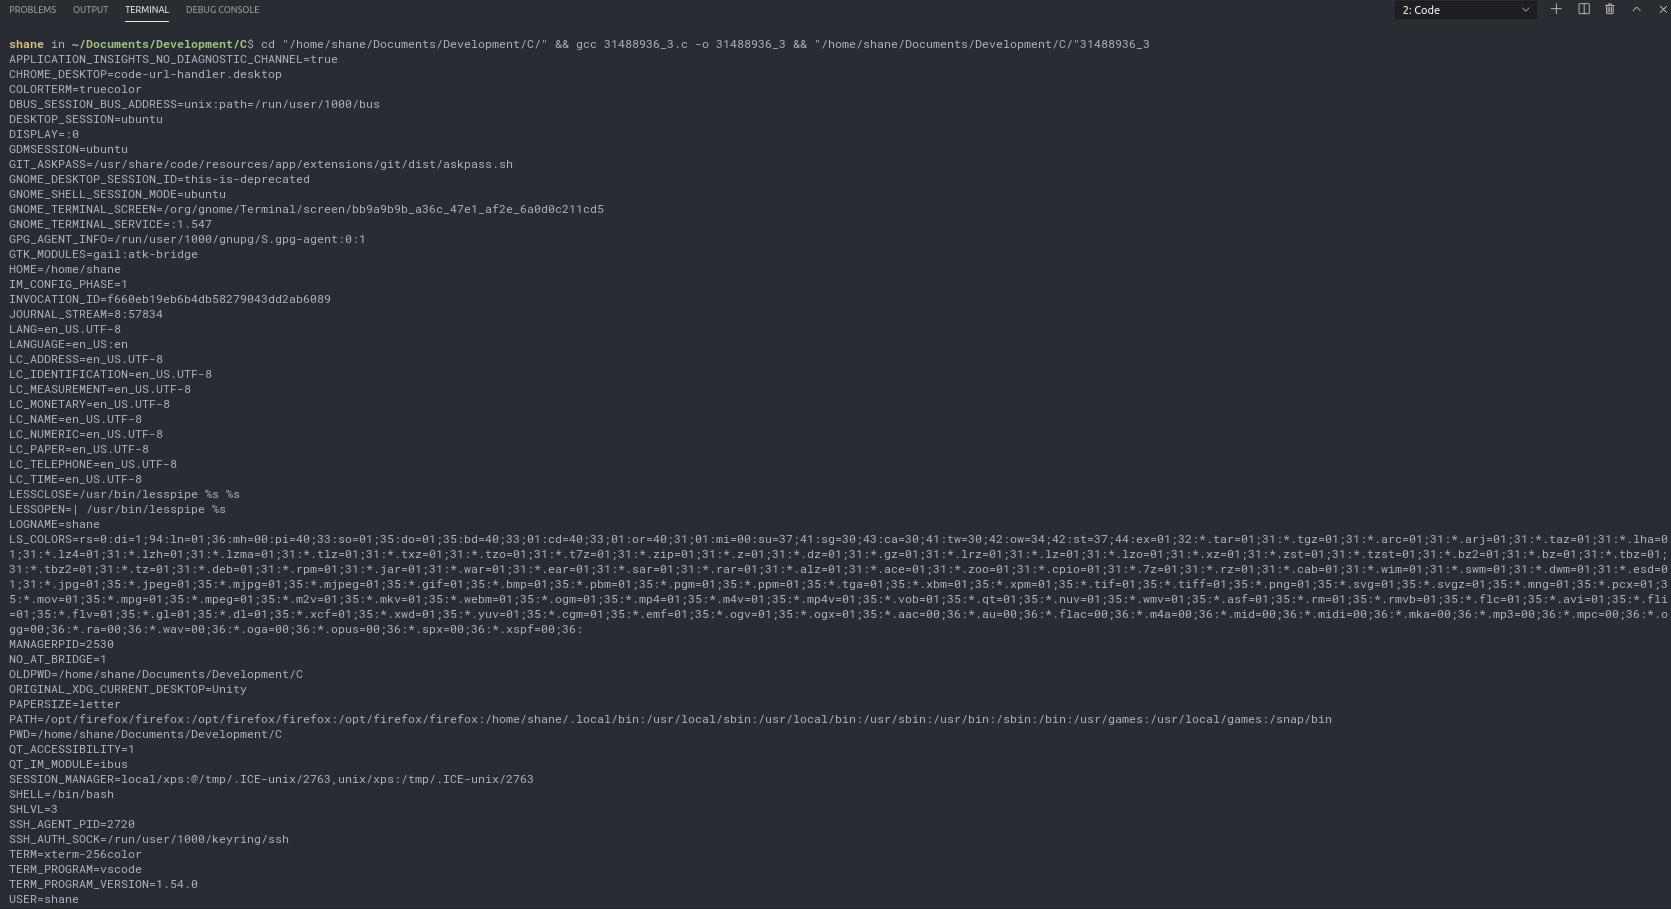 PROBLEMS OUTPUT TERMINAL DEBUG CONSOLE 2: Code
shane in ~/Documents/Development/C$ cd "/home/shane/Documents/Development/C/" && gcc 31488936_3.c -o 31488936_3 && "/home/shane/Documents/Development/C/"31488936_3
APPLICATION_INSIGHTS_NO_DIAGNOSTIC_CHANNEL=true
CHROME_DESKTOP=code-url-handler.desktop
COLORTERM=truecolor
DBUS_SESSION_BUS_ADDRESS=unix:path=/run/user/1000/bus
DESKTOP_SESSION=ubuntu
DISPLAY=:0
GDMSESSION=ubuntu
GIT_ASKPASS=/usr/share/code/resources/app/extensions/git/dist/askpass.sh
GNOME_DESKTOP_SESSION_ID=this-is-deprecated
GNOME_SHELL_SESSION_MODE=ubuntu
GNOME_TERMINAL_SCREEN=/org/gnome/Terminal/screen/bb9a9b9b_a36c_47e1_af2e_6a0d0c211cd5
GNOME_TERMINAL_SERVICE=:1.547
GPG_AGENT_INFO=/run/user/1000/gnupg/S.gpg-agent:0:1
GTK_MODULES=gail:atk-bridge
HOME=/home/shane
IM_CONFIG_PHASE=1
INVOCATION_ID=f660eb19eb6b4db58279043dd2ab6089
JOURNAL_STREAM=8:57834
LANG=en_US.UTF-8
LANGUAGE=en_US:en
LC_ADDRESS=en_US.UTF-8
LC_IDENTIFICATION=en_US.UTF-8
LC_MEASUREMENT=en_US.UTF-8
LC_MONETARY=en_US.UTF-8
LC_NAME=en_US.UTF-8
LC_NUMERIC=en_US.UTF-8
LC_PAPER=en_US.UTF-8
LC_TELEPHONE=en_US.UTF-8
LC_TIME=en_US.UTF-8
LESSCLOSE=/usr/bin/lesspipe %s %s
LESSOPEN=| /usr/bin/lesspipe %s
LOGNAME=shane
LS_COLORS=rs=0:di=1;94:ln=01;36:mh=00:pi=40;33:so=01;35:do=01;35:bd=40;33;01:cd=40;33;01:or=40;31;01:mi=00:su=37;41:sg=30;43:ca=30;41:tw=30;42:ow=34;42:st=37;44:ex=01;32:*.tar=01;31:*.tgz=01;31:*.arc=01;31:*.arj=01;31:*.taz=01;31:*.lha=0
1;31:*.lz4=01;31:*.lzh=01;31:*.lzma=01;31:*.tlz=01;31:*.txz=01;31:*.tzo=01;31:*.t7z=01;31:*.zip=01;31:*.z=01;31:*.dz=01;31:*.gz=01;31:*.lrz=01;31:*.lz=01;31:*.lzo=01;31:*.xz=01;31:*.zst=01;31:*.tzst=01;31:*.bz2=01;31:*.bz=01;31:*.tbz=01;
31:*.tbz2=01;31:*.tz=01;31:*.deb=01;31:*.rpm=01;31:*.jar=01;31:*.war=01;31:*.ear=01;31:*.sar=01;31:*.rar=01;31:*.alz=01;31:*.ace=01;31:*.zoo=01;31:*.cpio=01;31:*.7z=01;31:*.rz=01;31:*.cab=01;31:*.wim=01;31:*.swm=01;31:*.dwm=01;31:*.esd=0
1;31:*.jpg=01;35:*.jpeg=01;35:*.mjpg=01;35:*.mjpeg=01;35:*.gif=01;35:*.bmp=01;35:*.pbm=01;35:*.pgm=01;35:*.ppm=01;35:*.tga=01;35:*.xbm=01;35:*.xpm=01;35:*.tif=01;35:*.tiff=01;35:*.png=01;35:*.svg=01;35:*.svgz=01;35:*.mng=01;35:*.pcx=01;3
5:*.mov=01;35:*.mpg=01;35:*.mpeg=01;35:*.m2v=01;35:*.mkv=01;35:*.webm=01;35:*.ogm=01;35:*.mp4=01;35:*.m4v=01;35:*.mp4v=01;35:*.vob=01;35:*.qt=01;35:*.nuv=01;35:*.wmv=01;35:*.asf=01;35:*.rm=01;35:*.rmvb=01;35:*.flc=01;35:*.avi=01;35:*.fli
=01;35:*.flv=01;35:*.gl=01;35:*.dl=01;35:*.xcf=01;35:*.xwd=01;35:*.yuv=01;35:*.cgm=01;35:*.emf=01;35:*.ogv=01;35:*.ogx=01;35:*.aac=00;36:*.au=00;36:*.flac=00;36:*.m4a=00;36:*.mid=00;36:*.midi=00;36:*.mka=00;36:*.mp3=00;36:*.mpc=00;36:*.o
gg=00;36:*.ra=00;36:*.wav=00;36:*.oga=00;36:*.opus=00;36:*.spx=00;36:*.xspf=00;36:
MANAGERPID=2530
NO_AT_BRIDGE=1
OLDPWD=/home/shane/Documents/Development/C
ORIGINAL_XDG_CURRENT_DESKTOP=Unity
PAPERSIZE=letter
PATH=/opt/firefox/firefox:/opt/firefox/firefox:/opt/firefox/firefox:/home/shane/.local/bin:/usr/local/sbin:/usr/local/bin:/usr/sbin:/usr/bin:/sbin:/bin:/usr/games:/usr/local/games:/snap/bin
PWD=/home/shane/Documents/Development/C
QT_ACCESSIBILITY=1
QT_IM_MODULE=ibus
SESSION_MANAGER=local/xps:@/tmp/.ICE-unix/2763,unix/xps:/tmp/.ICE-unix/2763
SHELL=/bin/bash
SHLVL=3
SSH_AGENT_PID=2720
SSH_AUTH_SOCK=/run/user/1000/keyring/ssh
TERM=xterm-256color
TERM_PROGRAM=vscode
TERM_PROGRAM_VERSION=1.54.0
USER=shane